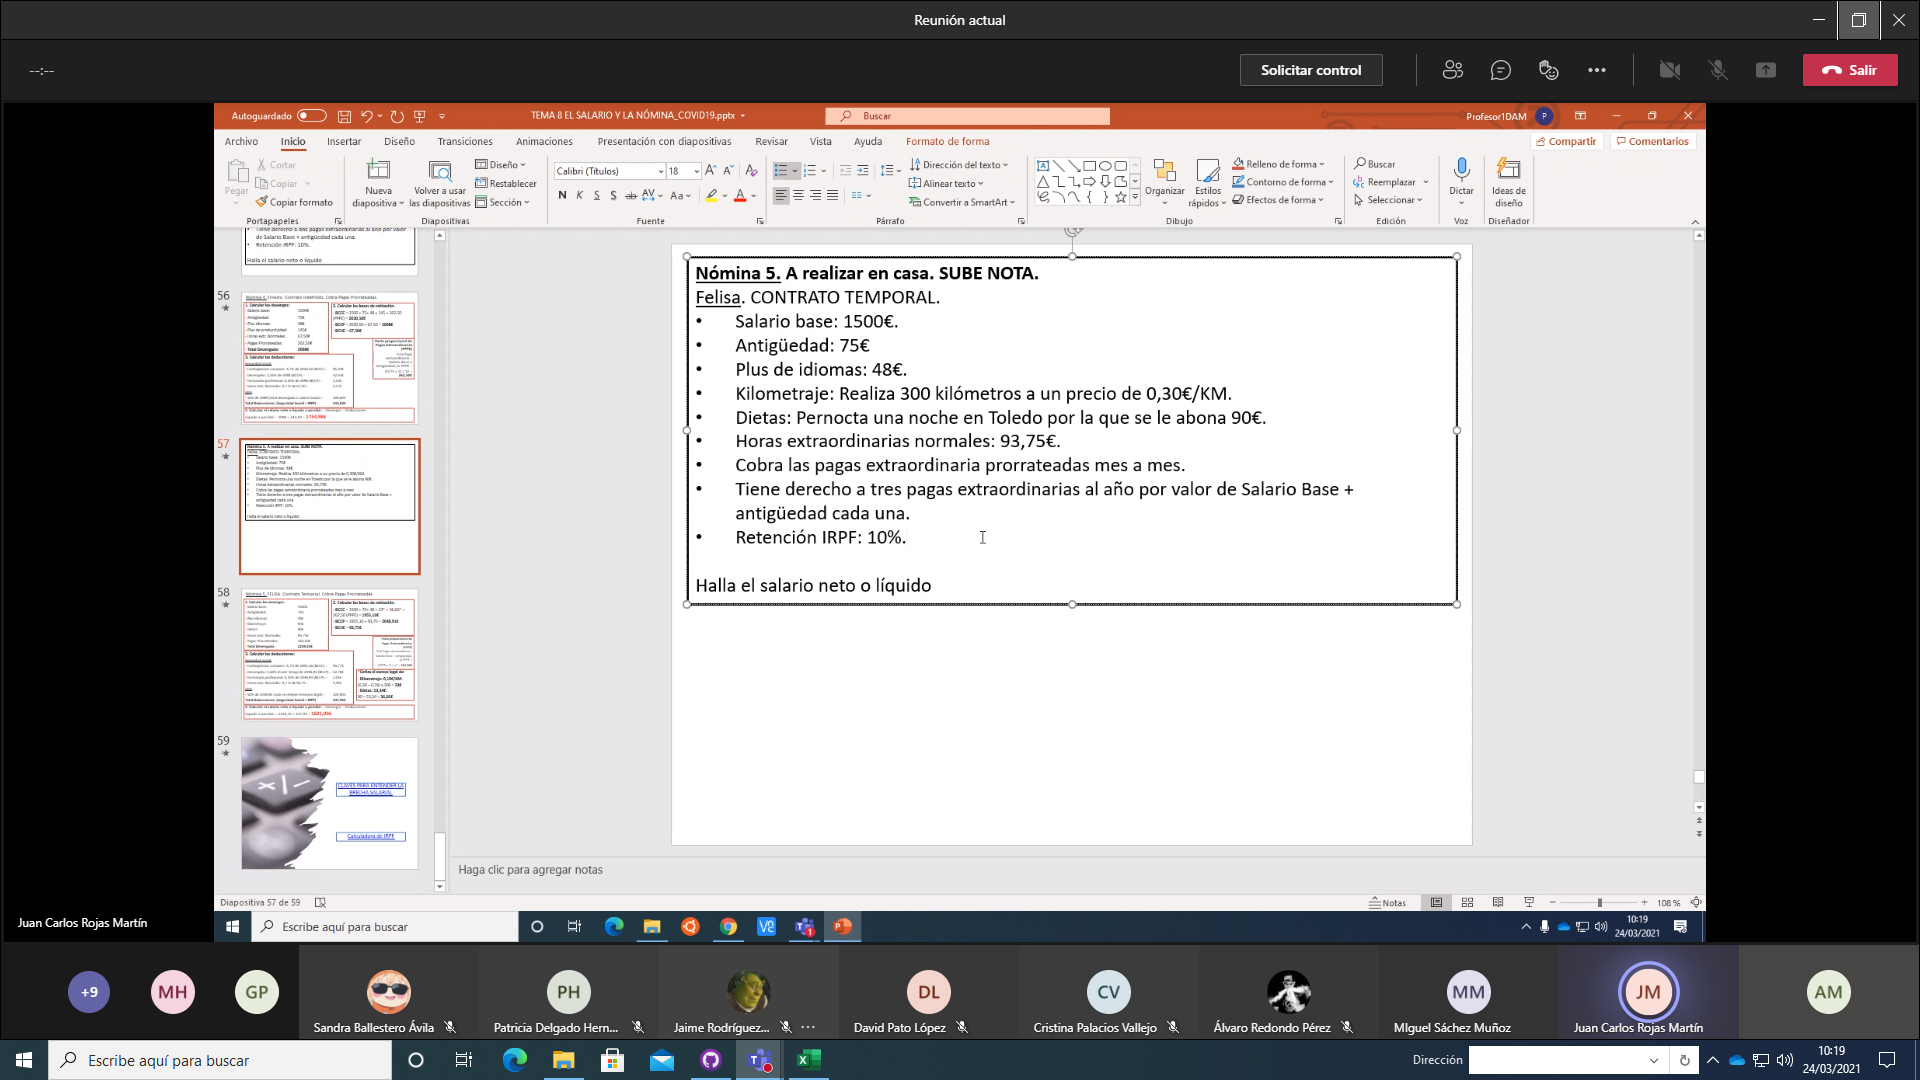 Reunión actual
--:--
Solicitar control
Salir
Autoguardado
TEMA 8 EL SALARIO Y LA NÓMINA_COVID19.pptx
Buscar
Profesor1DAM
P
Archivo Inicio Insertar Diseño Transiciones Animaciones Presentación con diapositivas Revisar Vista Ayuda Formato de forma
Compartir
Comentarios
Pegar
Cortar
Copiar
Copiar formato
Portapapeles
Nueva diapositiva
Volver a usar las diapositivas
Diseño
Restablecer
Sección
Diapositivas
Calibri (Títulos) 18
N K S S ab AV Aa A
Fuente
Dirección del texto
Alinear texto
Convertir a SmartArt
Párrafo
Organizar
Estilos rápidos
Relleno de forma
Contorno de forma
Efectos de forma
Dibujo
Buscar
Reemplazar
Seleccionar
Edición
Dictar
Voz
Ideas de diseño
Diseñador
de Salario Base + antigüedad cada una.
Retención IRPF: 10%.
Halla el salario neto o líquido
56
57
58
59
CLAVES PARA ENTENDER LA BRECHA SALARIAL
Calculadora de IRPF
Nómina 5. A realizar en casa. SUBE NOTA.
Felisa. CONTRATO TEMPORAL.
• Salario base: 1500€.
• Antigüedad: 75€
• Plus de idiomas: 48€.
• Kilometraje: Realiza 300 kilómetros a un precio de 0,30€/KM.
• Dietas: Pernocta una noche en Toledo por la que se le abona 90€.
• Horas extraordinarias normales: 93,75€.
• Cobra las pagas extraordinaria prorrateadas mes a mes.
• Tiene derecho a tres pagas extraordinarias al año por valor de Salario Base +
antigüedad cada una.
• Retención IRPF: 10%.
Halla el salario neto o líquido
Haga clic para agregar notas
Diapositiva 57 de 59
Notas
108 %
Juan Carlos Rojas Martín
Escribe aquí para buscar
10:19
24/03/2021
+9
MH
GP
Sandra Ballestero Ávila
PH
Patricia Delgado Hern...
Jaime Rodríguez...
DL
David Pato López
CV
Cristina Palacios Vallejo
Álvaro Redondo Pérez
MM
MIguel Sáchez Muñoz
JM
Juan Carlos Rojas Martín
AM
Escribe aquí para buscar
Dirección
10:19
24/03/2021